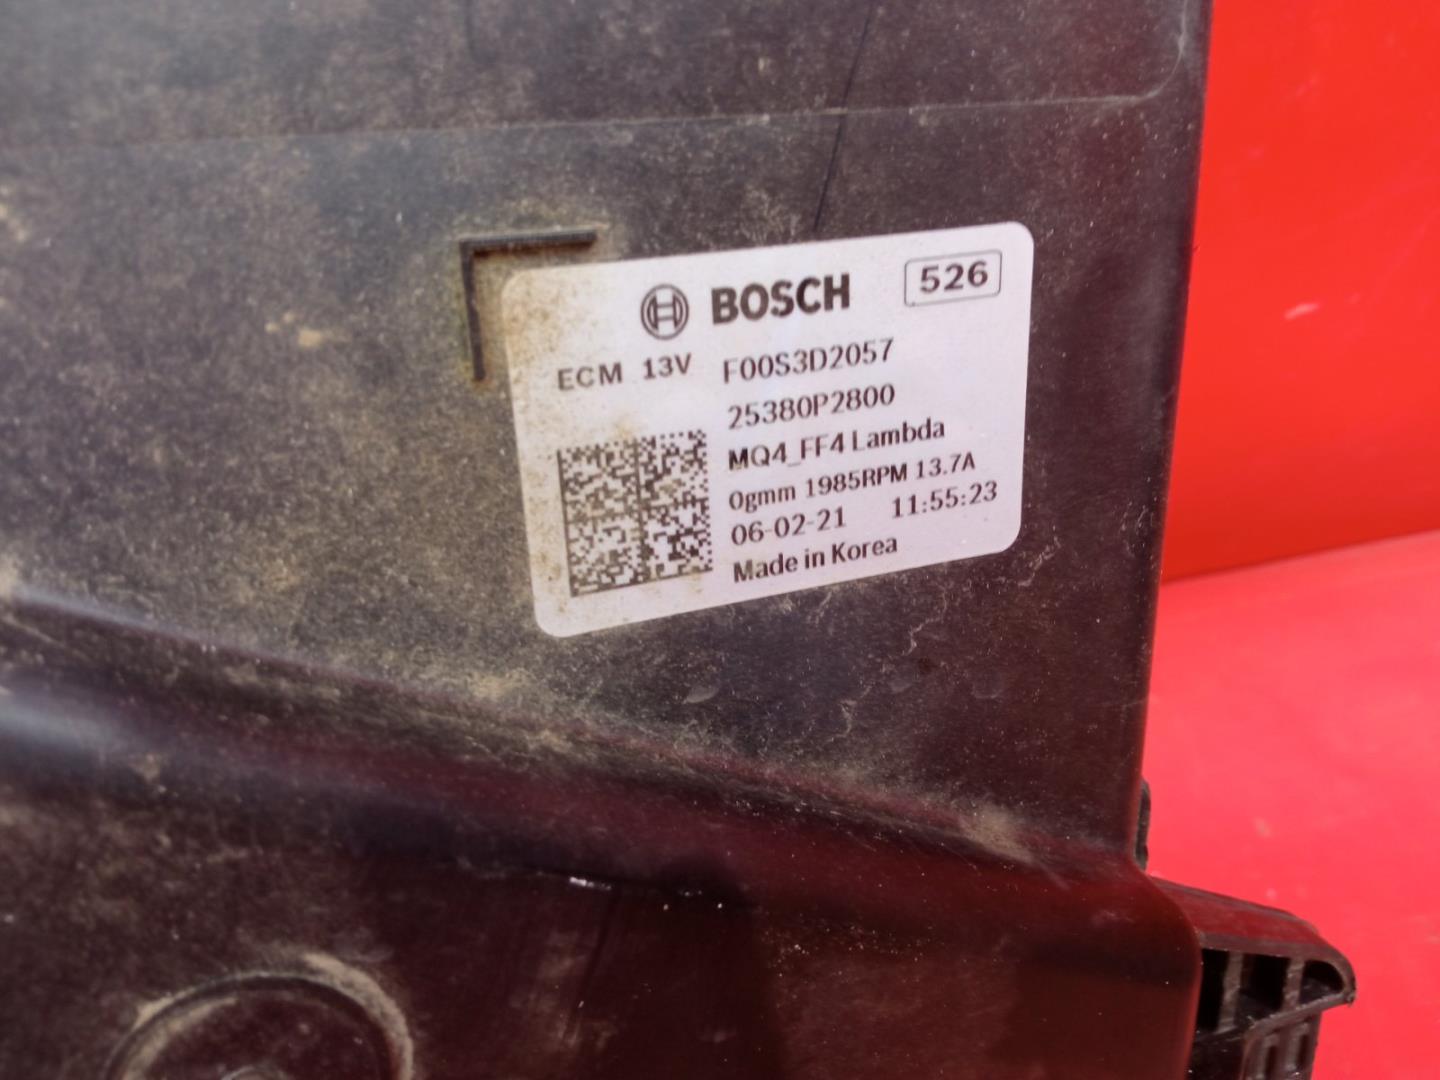 BOSCH 526
ECM 13V F00S3D2057
25380P2800
MQ4_FF4 Lambda
0gmm 1985RPM 13.7A
06-02-21 11:55:23
Made in Korea